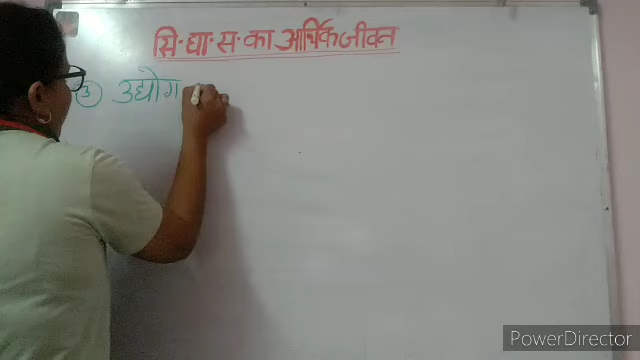 सि· घा· स· का आर्थिक जीवन
③ उद्योग
PowerDirector